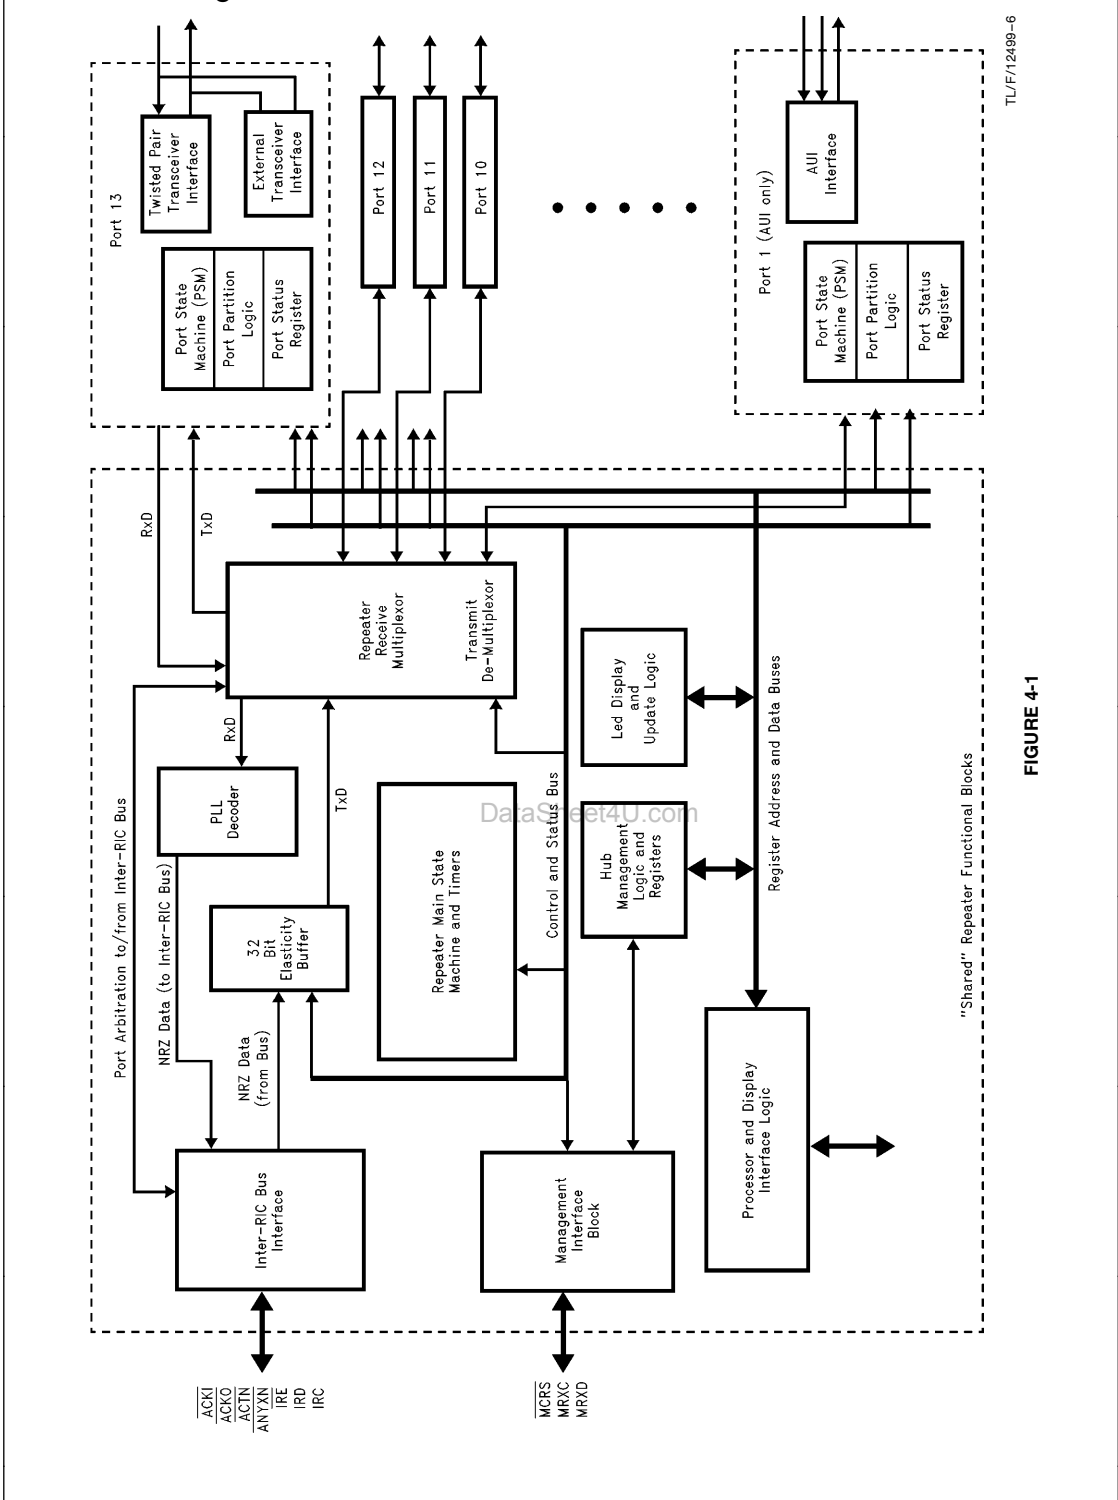 Port 13
Twisted Pair
Transceiver
Interface
External
Transceiver
Interface
Port State
Machine (PSM)
Port Partition
Logic
Port Status
Register
Port 12
Port 11
Port 10
Port 1 (AUI only)
AUI
Interface
Port State
Machine (PSM)
Port Partition
Logic
Port Status
Register
TL/F/12499–6
RxD
TxD
Repeater
Receive
Multiplexor
Transmit
De-Multiplexor
RxD
TxD
PLL
Decoder
Port Arbitration to/from Inter-RIC Bus
NRZ Data (to Inter-RIC Bus)
32
Bit
Elasticity
Buffer
NRZ Data
(from Bus)
Repeater Main State
Machine and Timers
Control and Status Bus
Led Display
and
Update Logic
Hub
Management
Logic and
Registers
Register Address and Data Buses
Inter-RIC Bus
Interface
Management
Interface
Block
Processor and Display
Interface Logic
"Shared" Repeater Functional Blocks
ACKI
ACKO
ACTN
ANYXN
IRE
IRD
IRC
MCRS
MRXC
MRXD
DataSheet4U.com
FIGURE 4-1